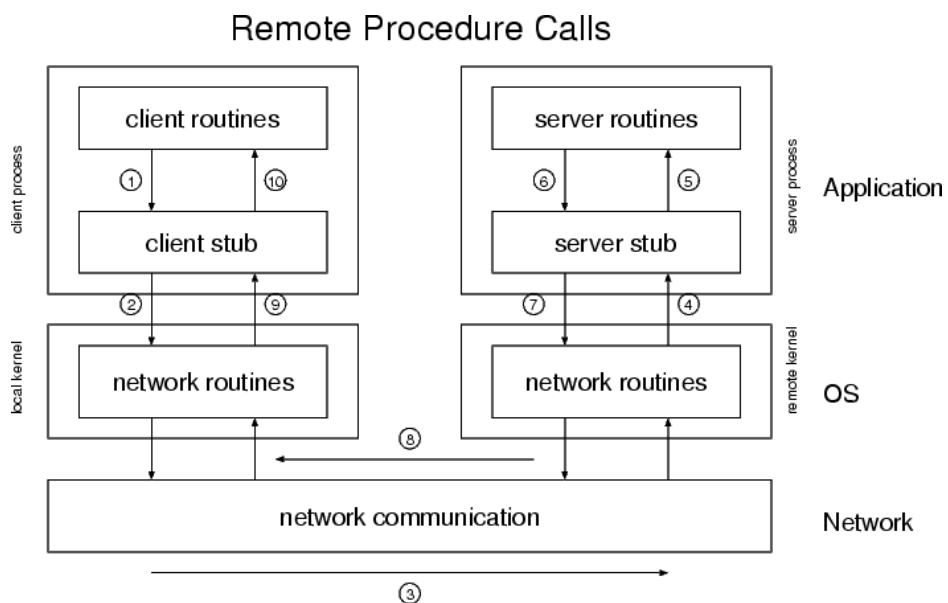 Remote Procedure Calls
client process
client routines
1
10
client stub
server process
server routines
6
5
server stub
Application
2
9
7
4
local kernel
network routines
remote kernel
network routines
OS
8
network communication
Network
3